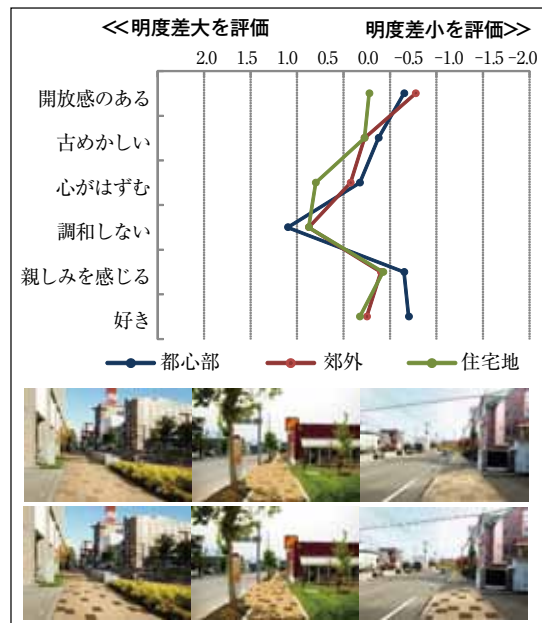 <<明度差大を評価 明度差小を評価>>
2.0 1.0 0.5 0.0 -0.5 -1.0 -1.5 -2.0
開放感のある
古めかしい
心がはずむ
調和しない
親しみを感じる
好き
都心部 郊外 住宅地